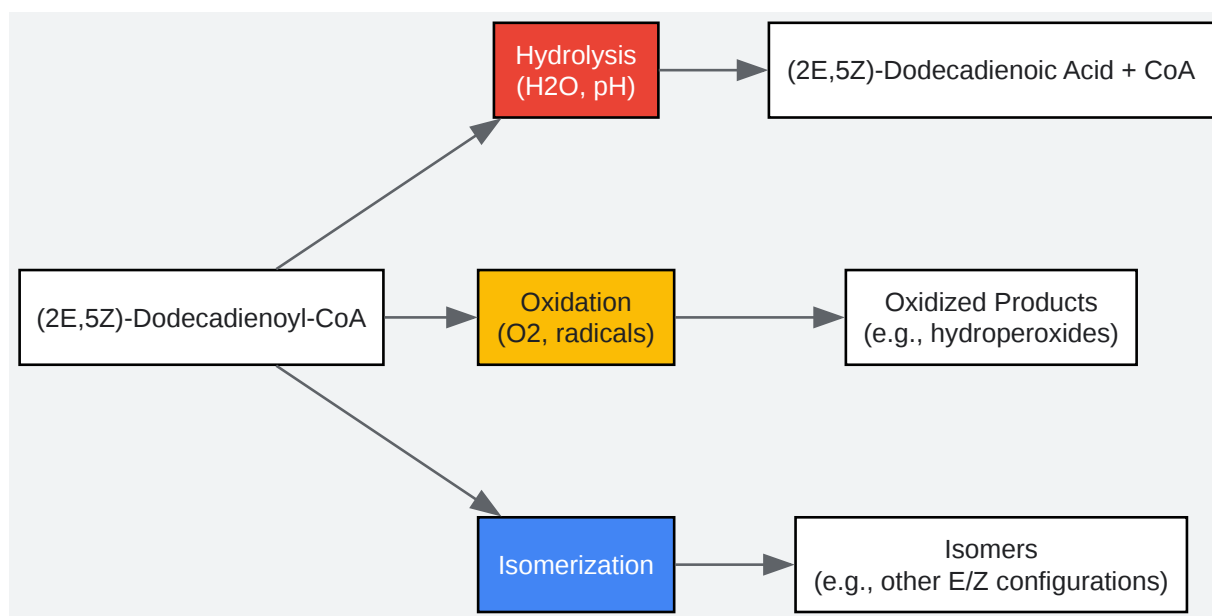 Hydrolysis
(H2O, pH)
(2E,5Z)-Dodecadienoic Acid + CoA
(2E,5Z)-Dodecadienoyl-CoA
Oxidation
(O2, radicals)
Oxidized Products
(e.g., hydroperoxides)
Isomerization
Isomers
(e.g., other E/Z configurations)